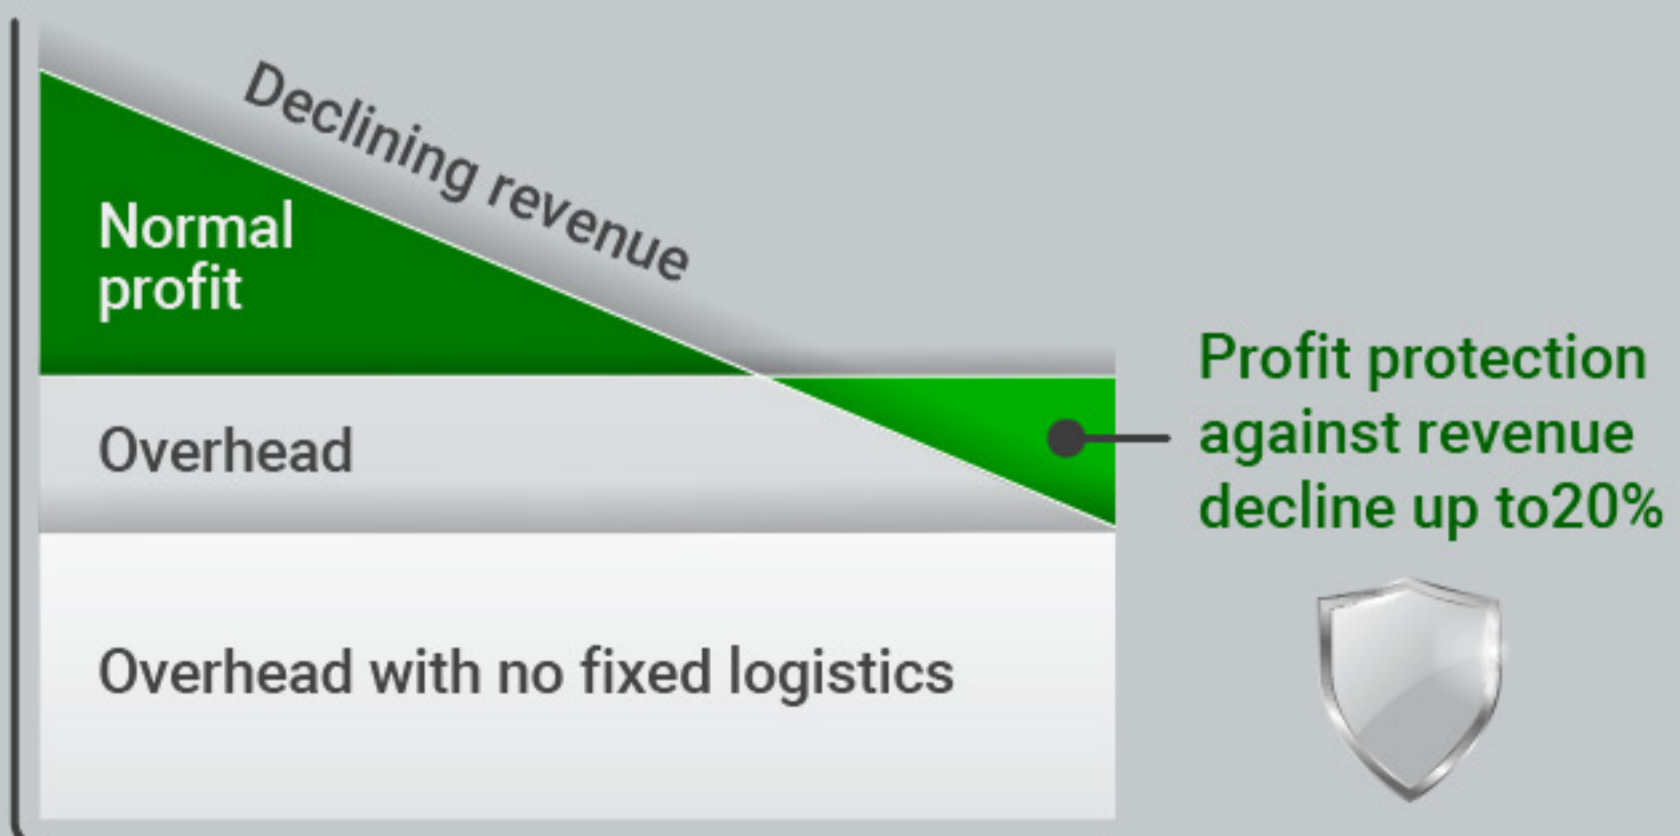 Declining revenue
Normal
profit
Overhead
Overhead with no fixed logistics
Profit protection
against revenue
decline up to20%